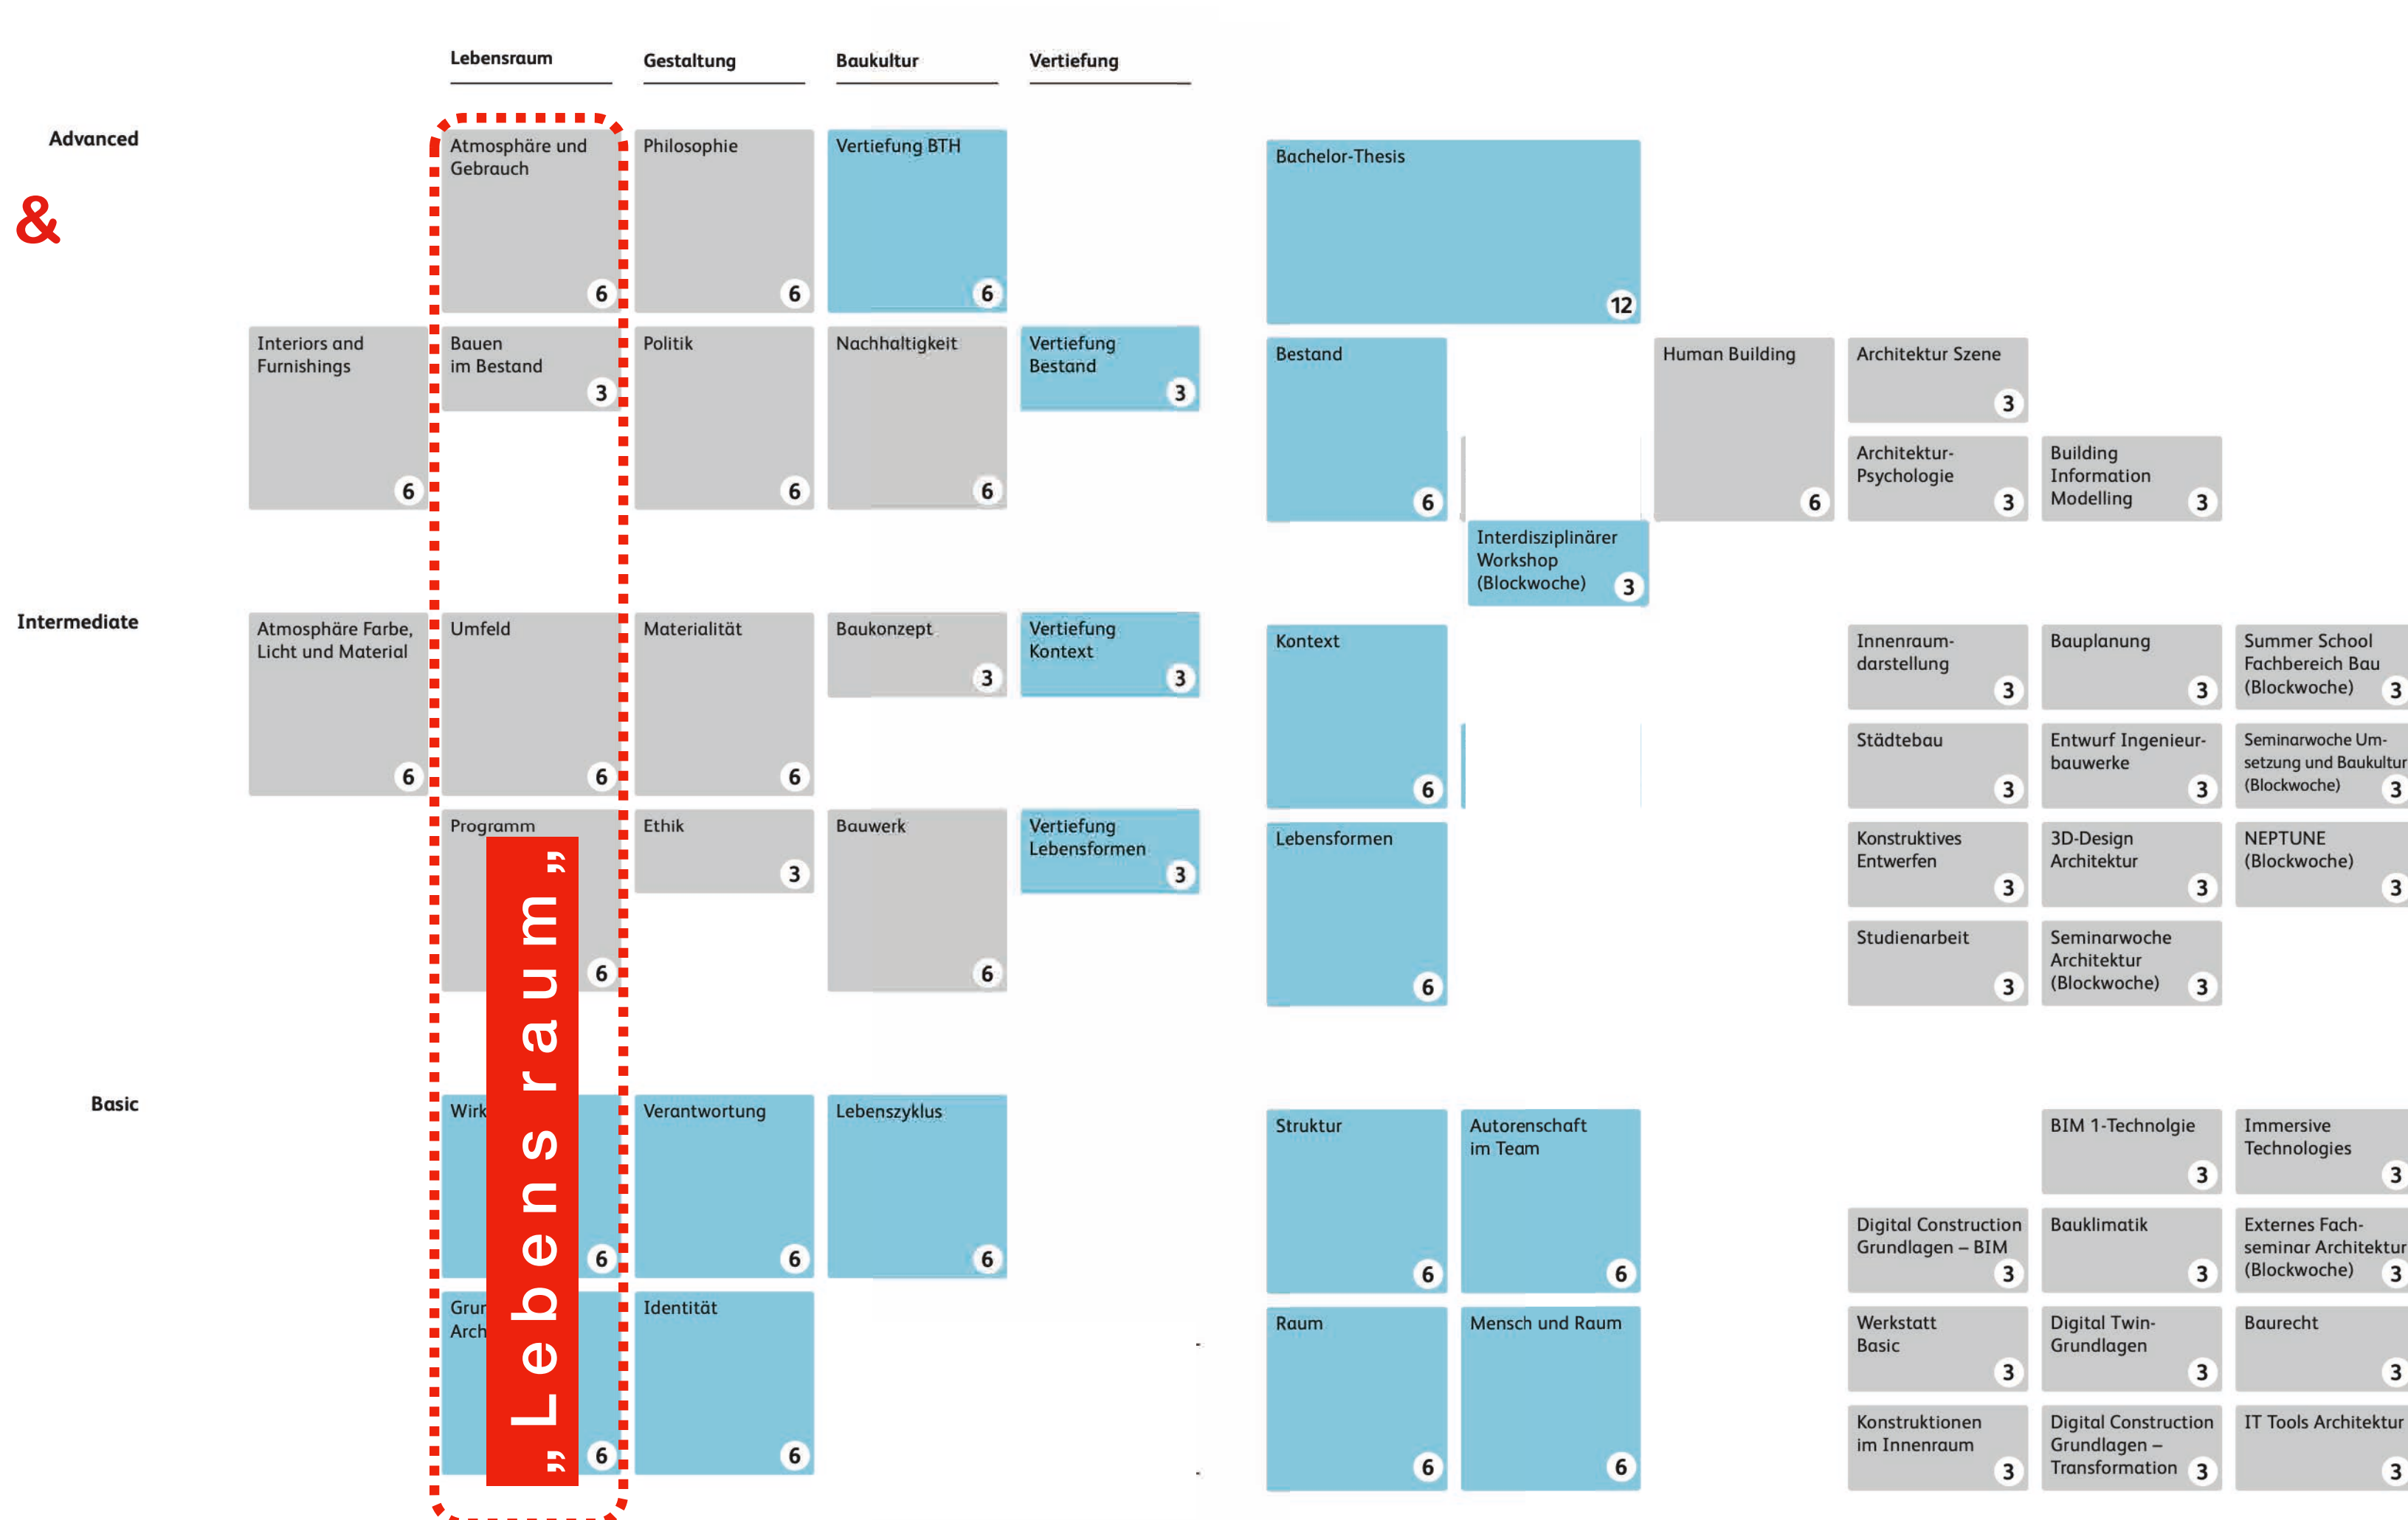 Lebensraum
Gestaltung
Baukultur
Vertiefung
Advanced
&
Atmosphäre und
Gebrauch
6
Philosophie
6
Vertiefung BTH
6
Bachelor-Thesis
12
Interiors and
Furnishings
6
Bauen
im Bestand
3
Politik
6
Nachhaltigkeit
6
Vertiefung
Bestand
3
Bestand
6
Interdisziplinärer
Workshop
(Blockwoche)
3
Human Building
6
Architektur Szene
3
Architektur-
Psychologie
3
Building
Information
Modelling
3
Intermediate
Atmosphäre Farbe,
Licht und Material
6
Umfeld
6
Materialität
6
Baukonzept
3
Vertiefung
Kontext
3
Kontext
6
Innenraum-
darstellung
3
Bauplanung
3
Summer School
Fachbereich Bau
(Blockwoche)
3
Städtebau
3
Entwurf Ingenieur-
bauwerke
3
Seminarwoche Um-
setzung und Baukultur
(Blockwoche)
3
Programm
6
Ethik
3
Bauwerk
6
Vertiefung
Lebensformen
3
Lebensformen
6
Konstruktives
Entwerfen
3
3D-Design
Architektur
3
NEPTUNE
(Blockwoche)
3
Studienarbeit
3
Seminarwoche
Architektur
(Blockwoche)
3
„Lebensraum„
Basic
Wirk
6
Verantwortung
6
Lebenszyklus
6
Struktur
6
Autorenschaft
im Team
6
BIM 1-Technolgie
3
Immersive
Technologies
3
Digital Construction
Grundlagen – BIM
3
Bauklimatik
3
Externes Fach-
seminar Architektur
(Blockwoche)
3
Grun
Arch
6
Identität
6
Raum
6
Mensch und Raum
6
Werkstatt
Basic
3
Digital Twin-
Grundlagen
3
Baurecht
3
Konstruktionen
im Innenraum
3
Digital Construction
Grundlagen –
Transformation
3
IT Tools Architektur
3